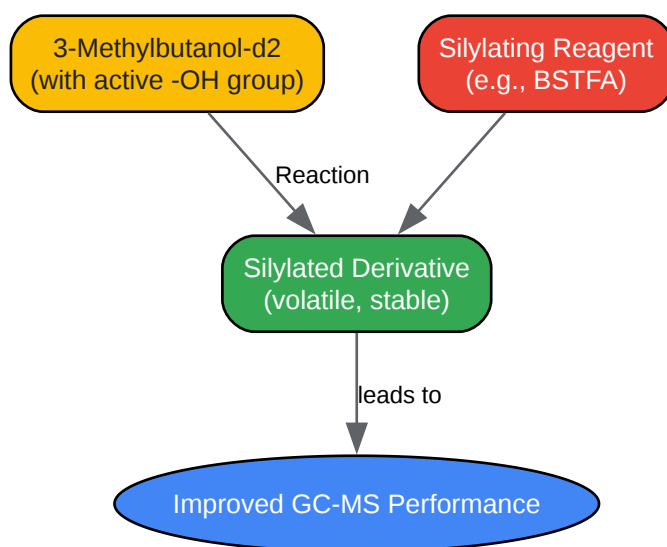 3-Methylbutanol-d2
(with active -OH group)
Silylating Reagent
(e.g., BSTFA)
Reaction
Silylated Derivative
(volatile, stable)
leads to
Improved GC-MS Performance